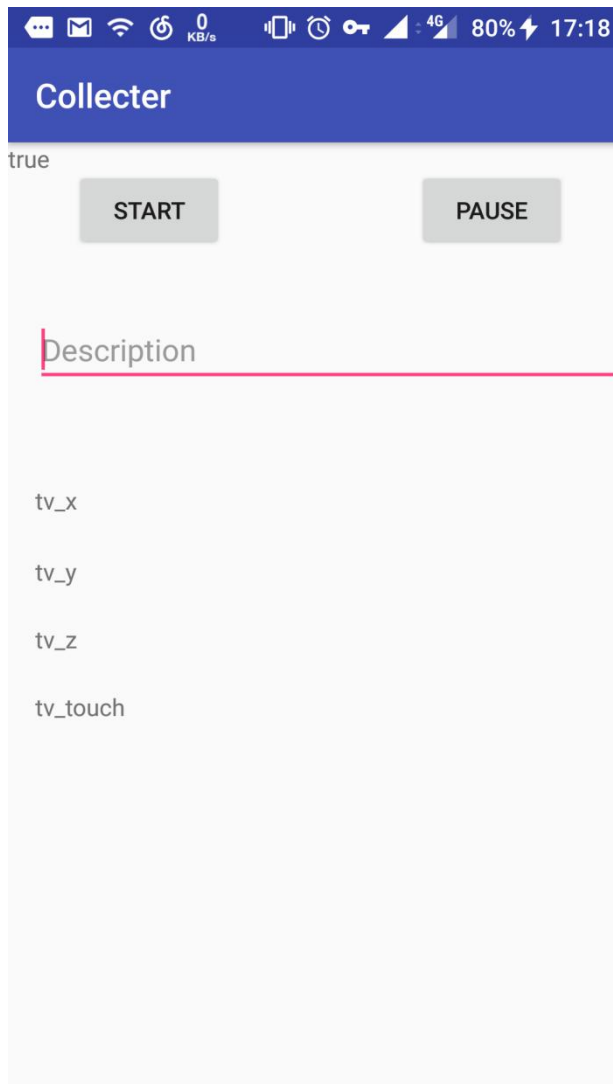 0 KB/s 4G 80% 17:18
Collecter
true
START PAUSE
Description
tv_x
tv_y
tv_z
tv_touch